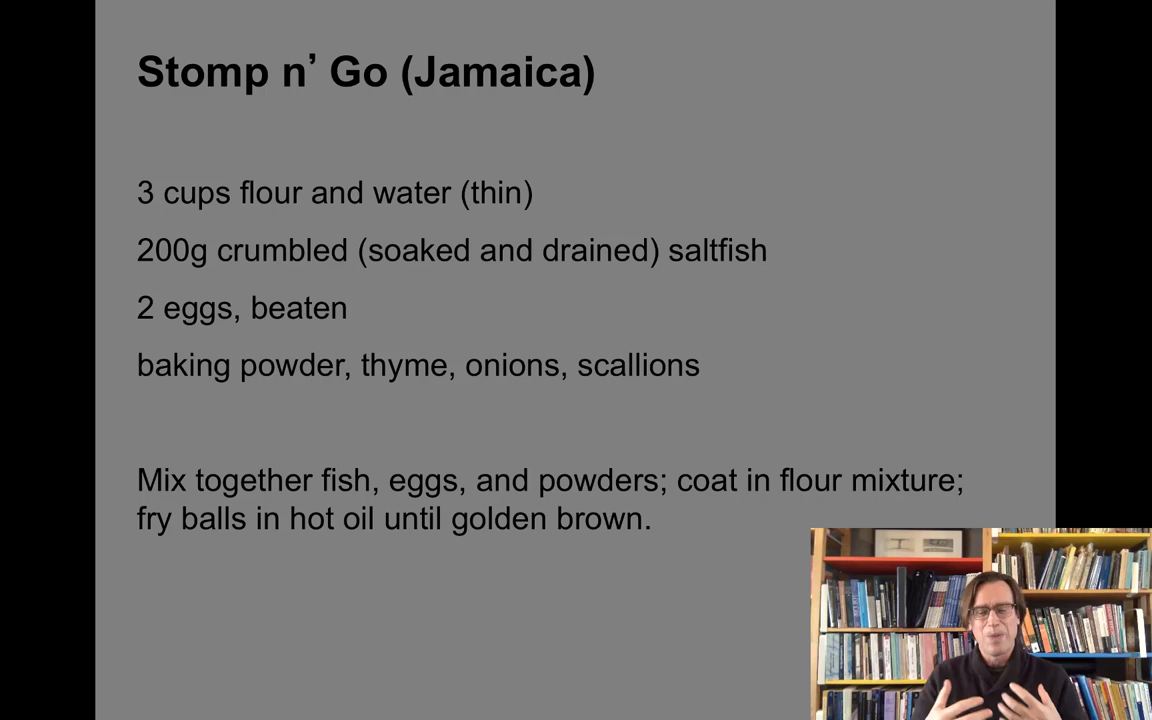 Stomp n’ Go (Jamaica)
3 cups flour and water (thin)
200g crumbled (soaked and drained) saltfish
2 eggs, beaten
baking powder, thyme, onions, scallions
Mix together fish, eggs, and powders; coat in flour mixture;
fry balls in hot oil until golden brown.